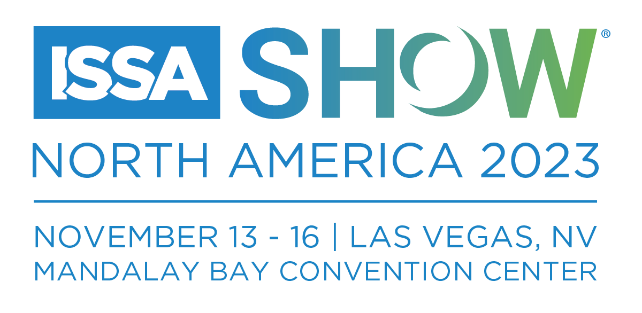 ISSA SHOW®
NORTH AMERICA 2023
NOVEMBER 13 - 16 | LAS VEGAS, NV
MANDALAY BAY CONVENTION CENTER